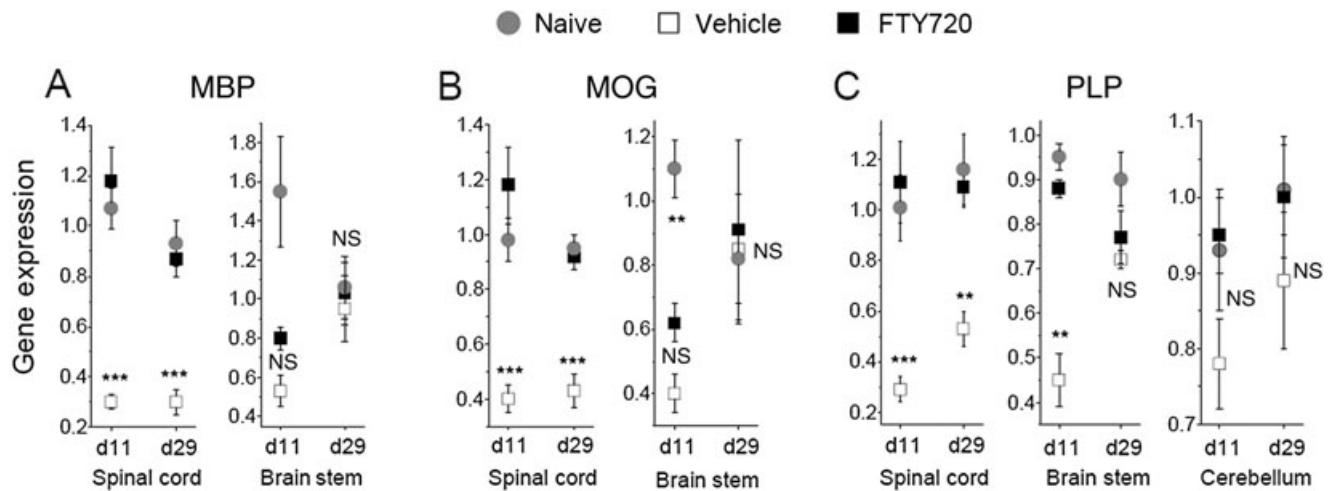 Naive Vehicle FTY720
A MBP B MOG C PLP
Gene expression
1.4
1.2
1.0
0.8
0.6
0.4
0.2
***
***
d11 d29
Spinal cord
1.8
1.6
1.4
1.2
1.0
0.8
0.6
0.4
NS
NS
d11 d29
Brain stem
1.4
1.2
1.0
0.8
0.6
0.4
***
***
d11 d29
Spinal cord
1.2
1.0
0.8
0.6
0.4
**
NS
NS
d11 d29
Brain stem
1.2
1.0
0.8
0.6
0.4
0.2
***
**
d11 d29
Spinal cord
1.0
0.9
0.8
0.7
0.6
0.5
0.4
**
NS
d11 d29
Brain stem
1.1
1.0
0.9
0.8
0.7
NS
NS
d11 d29
Cerebellum